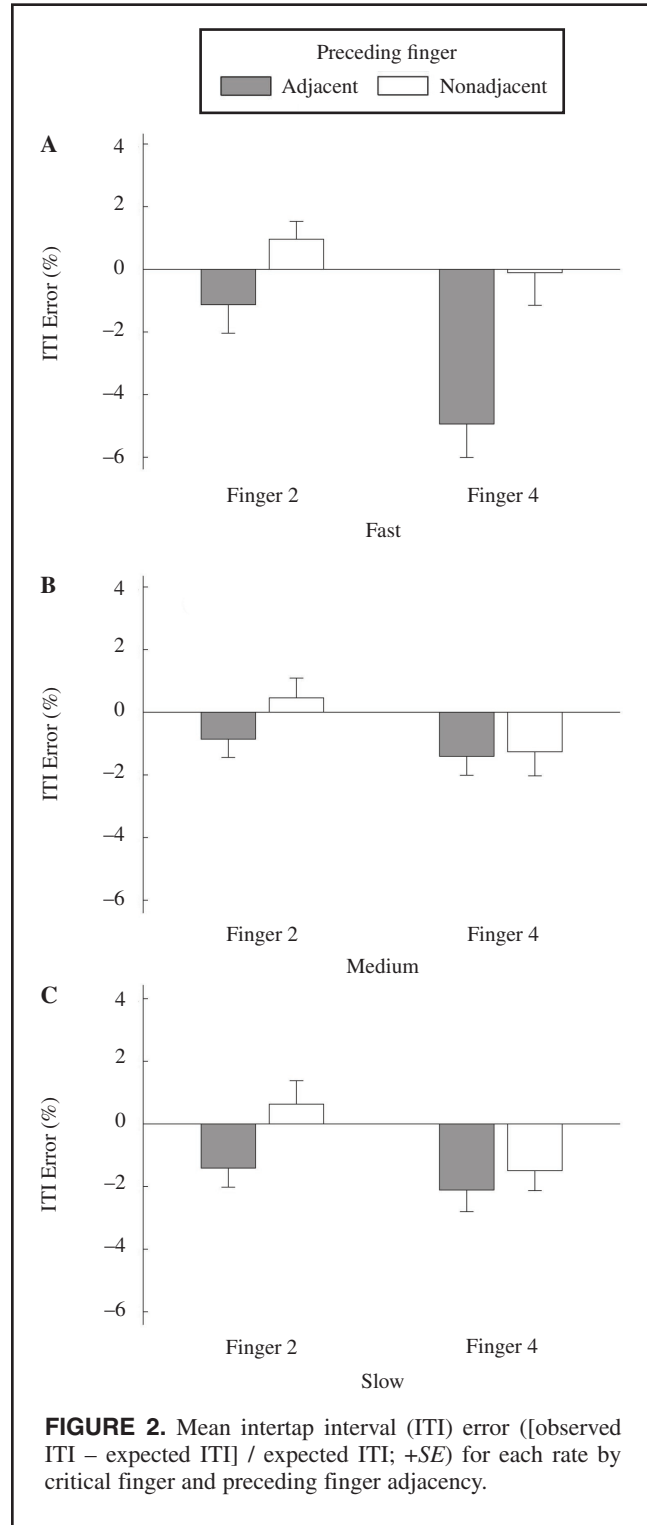 Preceding finger
Adjacent Nonadjacent
A
4
2
0
−2
−4
−6
ITI Error (%)
Finger 2 Finger 4
Fast
B
4
2
0
−2
−4
−6
ITI Error (%)
Finger 2 Finger 4
Medium
C
4
2
0
−2
−4
−6
ITI Error (%)
Finger 2 Finger 4
Slow
FIGURE 2. Mean intertap interval (ITI) error ([observed
ITI – expected ITI] / expected ITI; +SE) for each rate by
critical finger and preceding finger adjacency.